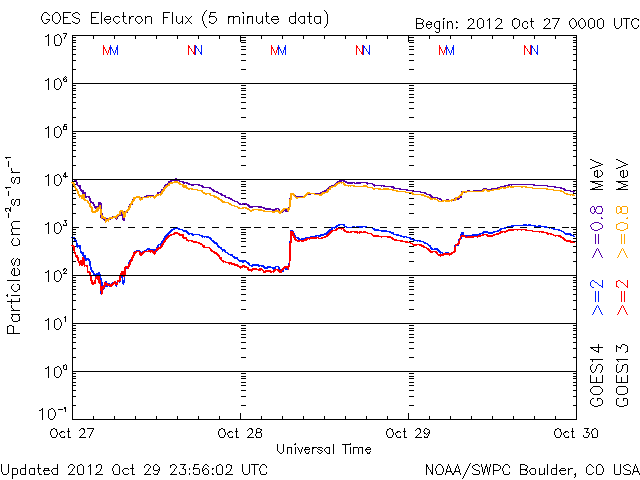 GOES Electron Flux (5 minute data)
Begin: 2012 Oct 27 0000 UTC
MM NN MM NN MM NN
10⁷
10⁶
10⁵
10⁴
10³
10²
10¹
10⁰
10⁻¹
Particles cm⁻²s⁻¹sr⁻¹
Oct 27 Oct 28 Oct 29 Oct 30
Universal Time
GOES14 >=2 >=0.8 MeV
GOES13 >=2 >=0.8 MeV
Updated 2012 Oct 29 23:56:02 UTC
NOAA/SWPC Boulder, CO USA